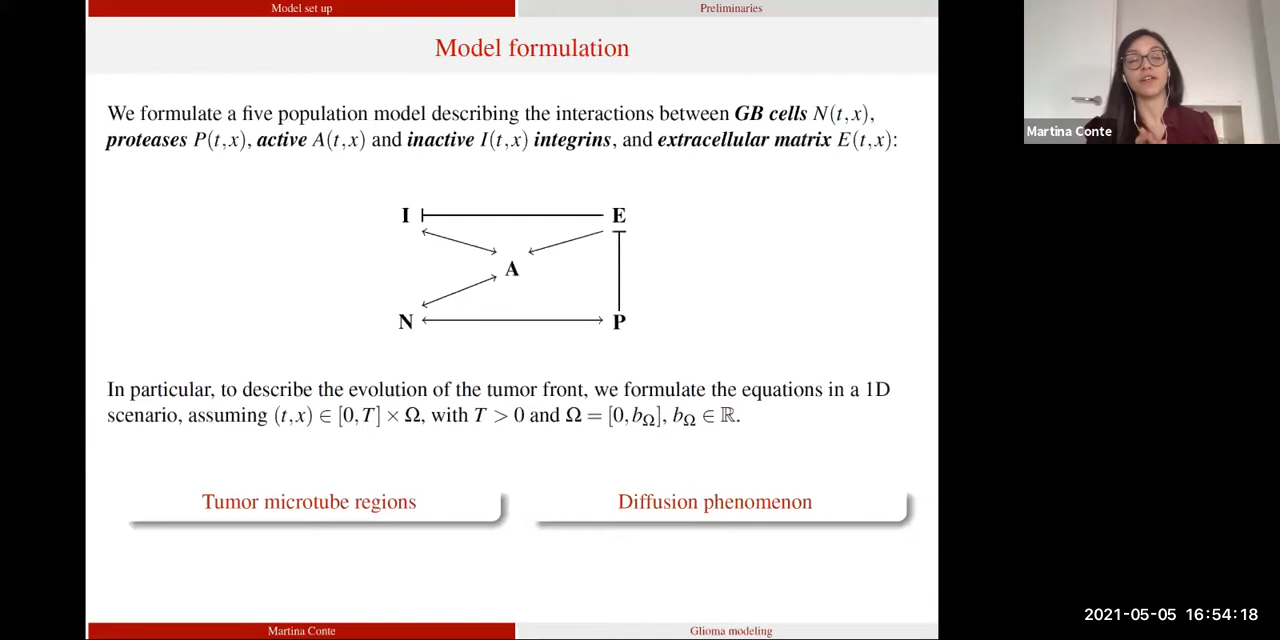 Model set up
Preliminaries
Model formulation
We formulate a five population model describing the interactions between GB cells N(t,x),
proteases P(t,x), active A(t,x) and inactive I(t,x) integrins, and extracellular matrix E(t,x):
I
E
A
N
P
In particular, to describe the evolution of the tumor front, we formulate the equations in a 1D
scenario, assuming (t,x) ∈ [0,T] × Ω, with T > 0 and Ω = [0,b_Ω], b_Ω ∈ ℝ.
Tumor microtube regions
Diffusion phenomenon
Martina Conte
Glioma modeling
Martina Conte
2021-05-05 16:54:18